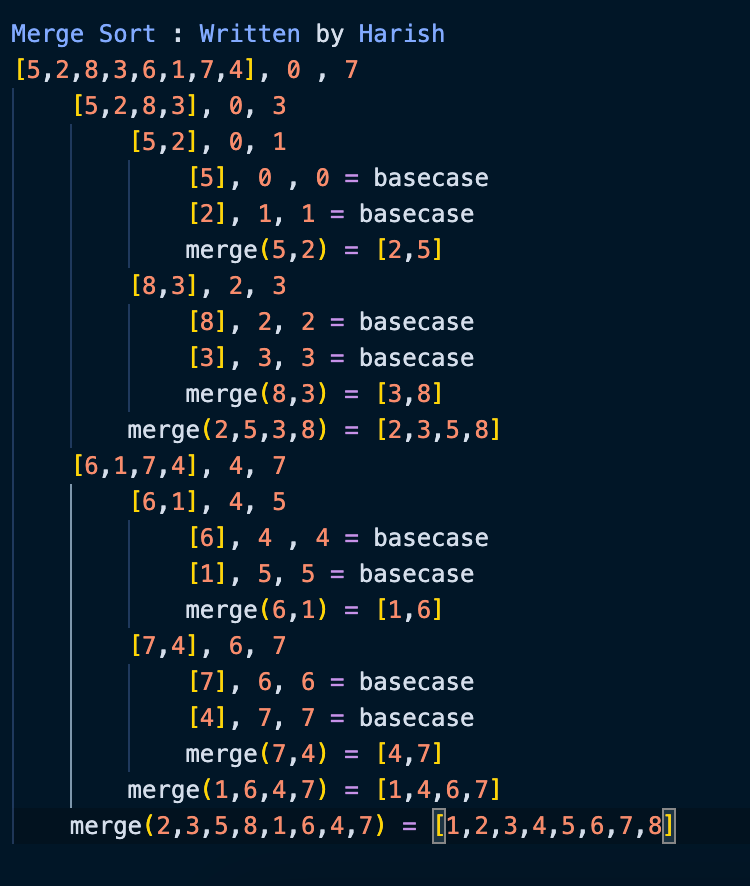 Merge Sort : Written by Harish
[5,2,8,3,6,1,7,4], 0 , 7
[5,2,8,3], 0, 3
[5,2], 0, 1
[5], 0 , 0 = basecase
[2], 1, 1 = basecase
merge(5,2) = [2,5]
[8,3], 2, 3
[8], 2, 2 = basecase
[3], 3, 3 = basecase
merge(8,3) = [3,8]
merge(2,5,3,8) = [2,3,5,8]
[6,1,7,4], 4, 7
[6,1], 4, 5
[6], 4 , 4 = basecase
[1], 5, 5 = basecase
merge(6,1) = [1,6]
[7,4], 6, 7
[7], 6, 6 = basecase
[4], 7, 7 = basecase
merge(7,4) = [4,7]
merge(1,6,4,7) = [1,4,6,7]
merge(2,3,5,8,1,6,4,7) = [1,2,3,4,5,6,7,8]